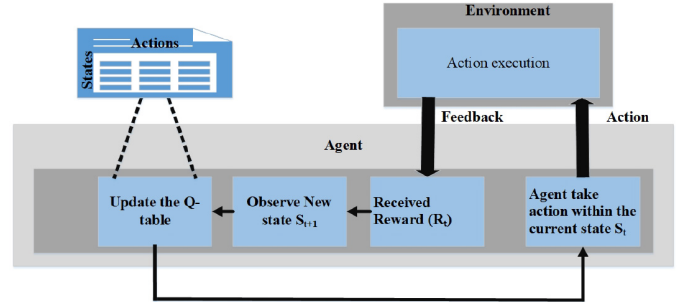 Environment
Actions
States
Action execution
Feedback
Action
Agent
Update the Q-
table
Observe New
state St+1
Received
Reward (Rt)
Agent take
action within the
current state St